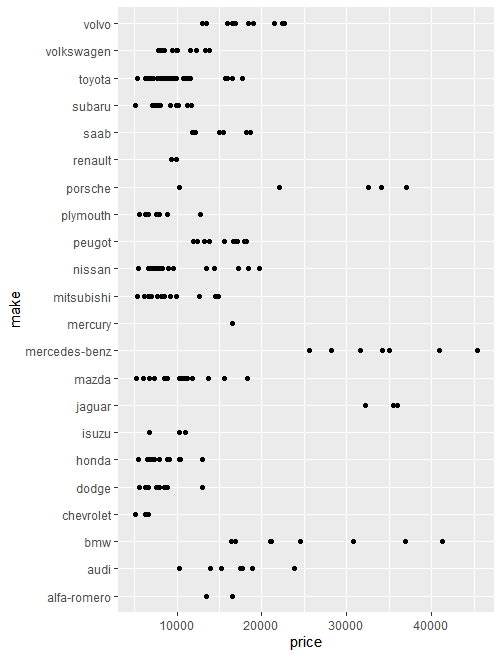 volvo
volkswagen
toyota
subaru
saab
renault
porsche
plymouth
peugot
nissan
mitsubishi
mercury
mercedes-benz
mazda
jaguar
isuzu
honda
dodge
chevrolet
bmw
audi
alfa-romero
make
10000 20000 30000 40000
price